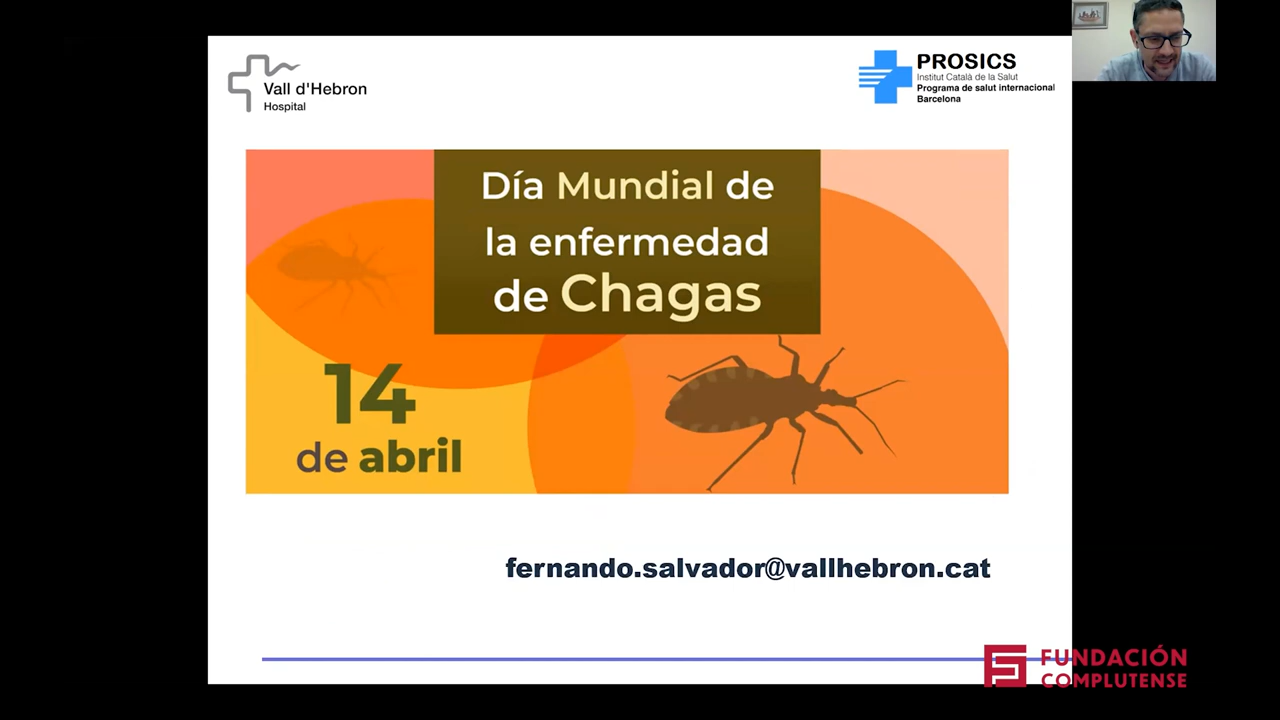 Vall d'Hebron
Hospital
PROSICS
Institut Català de la Salut
Programa de salut internacional
Barcelona
Día Mundial de
la enfermedad
de Chagas
14
de abril
fernando.salvador@vallhebron.cat
FUNDACIÓN
COMPLUTENSE